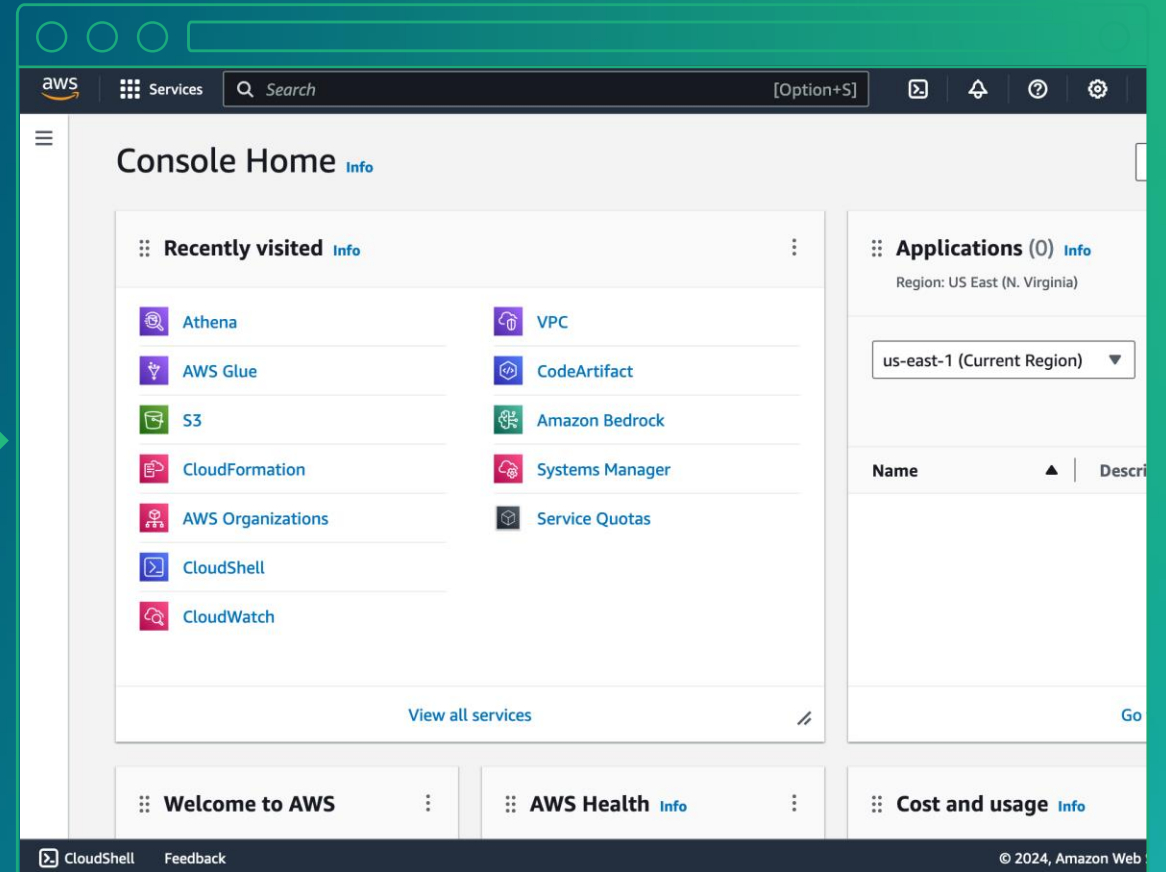 aws Services Search [Option+S]
Console Home Info
Recently visited Info
Athena
AWS Glue
S3
CloudFormation
AWS Organizations
CloudShell
CloudWatch
VPC
CodeArtifact
Amazon Bedrock
Systems Manager
Service Quotas
View all services
Applications (0) Info
Region: US East (N. Virginia)
us-east-1 (Current Region)
Name Descri
Go
Welcome to AWS
AWS Health Info
Cost and usage Info
CloudShell Feedback © 2024, Amazon Web